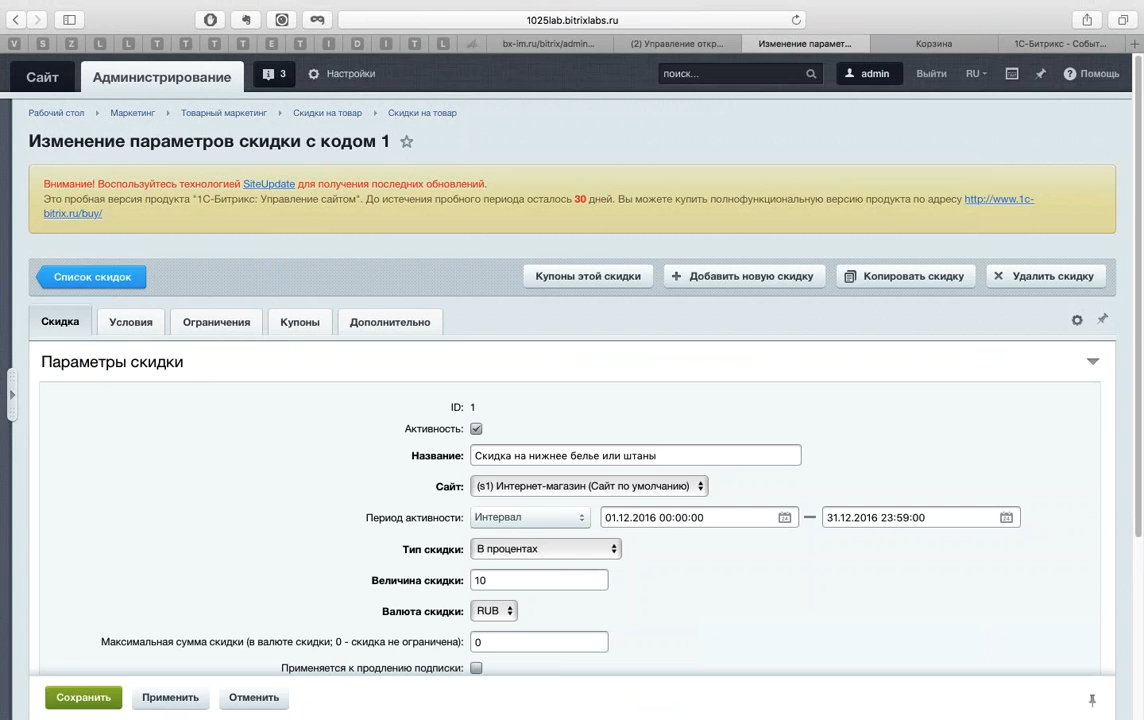 1025lab.bitrixlabs.ru
V S Z L L T T T T E T I D I T L bx-im.ru/bitrix/admin... (2) Управление откр... Изменение парамет... Корзина 1С-Битрикс - Событ...
Сайт Администрирование 3 Настройки поиск... admin Выйти RU Помощь
Рабочий стол Маркетинг Товарный маркетинг Скидки на товар Скидки на товар
Изменение параметров скидки с кодом 1
Внимание! Воспользуйтесь технологией SiteUpdate для получения последних обновлений.
Это пробная версия продукта "1С-Битрикс: Управление сайтом". До истечения пробного периода осталось 30 дней. Вы можете купить полнофункциональную версию продукта по адресу http://www.1c-
bitrix.ru/buy/
Список скидок Купоны этой скидки + Добавить новую скидку Копировать скидку Удалить скидку
Скидка Условия Ограничения Купоны Дополнительно
Параметры скидки
ID: 1
Активность:
Название: Скидка на нижнее белье или штаны
Сайт: (s1) Интернет-магазин (Сайт по умолчанию)
Период активности: Интервал 01.12.2016 00:00:00 — 31.12.2016 23:59:00
Тип скидки: В процентах
Величина скидки: 10
Валюта скидки: RUB
Максимальная сумма скидки (в валюте скидки; 0 - скидка не ограничена): 0
Применяется к продлению подписки:
Сохранить Применить Отменить